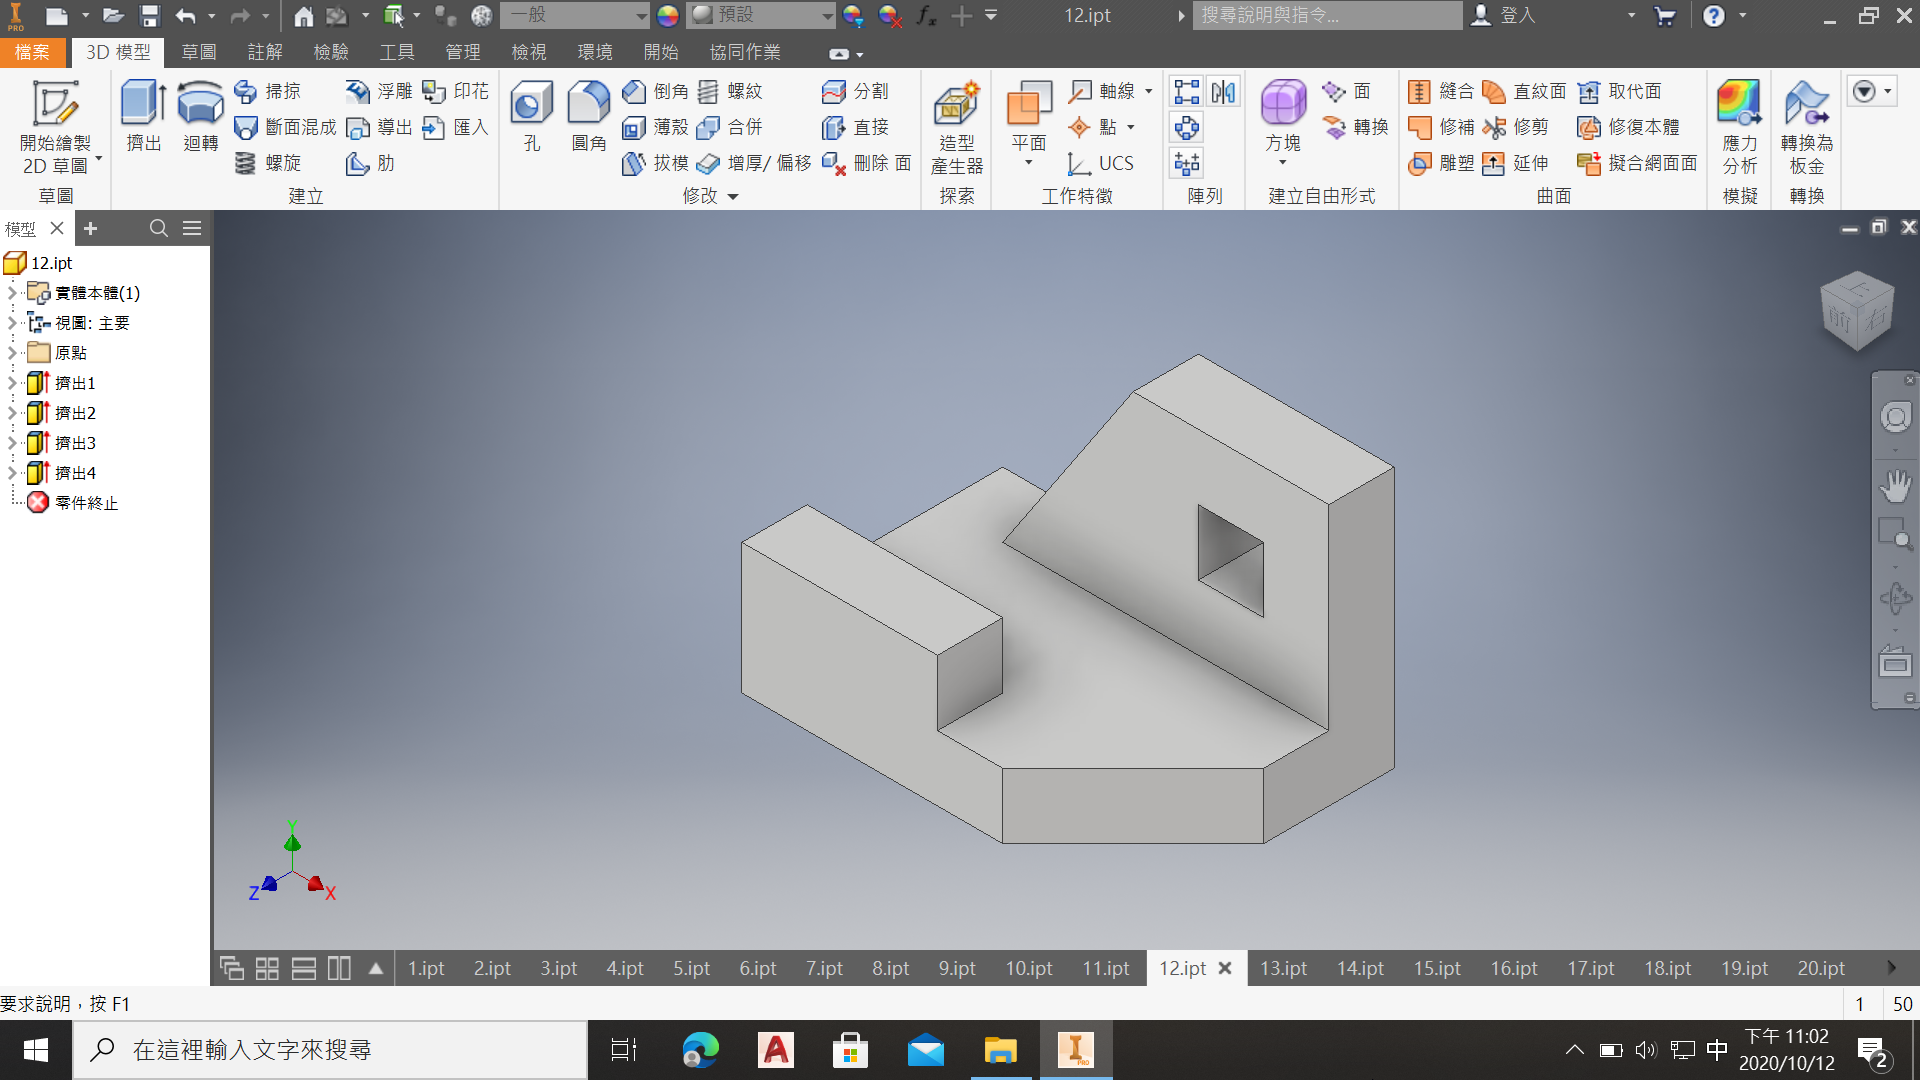 PRO
一般
預設
fx
12.ipt
搜尋說明與指令...
登入
檔案
3D 模型
草圖
註解
檢驗
工具
管理
檢視
環境
開始
協同作業
開始繪製
2D 草圖
擠出
迴轉
掃掠
斷面混成
螺旋
浮雕
導出
肋
印花
匯入
孔
圓角
倒角
薄殼
拔模
螺紋
合併
增厚/ 偏移
分割
直接
刪除 面
造型
產生器
平面
軸線
點
UCS
方塊
面
轉換
縫合
修補
雕塑
直紋面
修剪
延伸
取代面
修復本體
擬合網面面
應力
分析
轉換為
板金
草圖
建立
修改
探索
工作特徵
陣列
建立自由形式
曲面
模擬
轉換
模型
12.ipt
實體本體(1)
視圖: 主要
原點
擠出1
擠出2
擠出3
擠出4
零件終止
上
前
右
Y
Z
X
1.ipt
2.ipt
3.ipt
4.ipt
5.ipt
6.ipt
7.ipt
8.ipt
9.ipt
10.ipt
11.ipt
12.ipt
13.ipt
14.ipt
15.ipt
16.ipt
17.ipt
18.ipt
19.ipt
20.ipt
要求說明，按 F1
1
50
在這裡輸入文字來搜尋
中
下午 11:02
2020/10/12
2